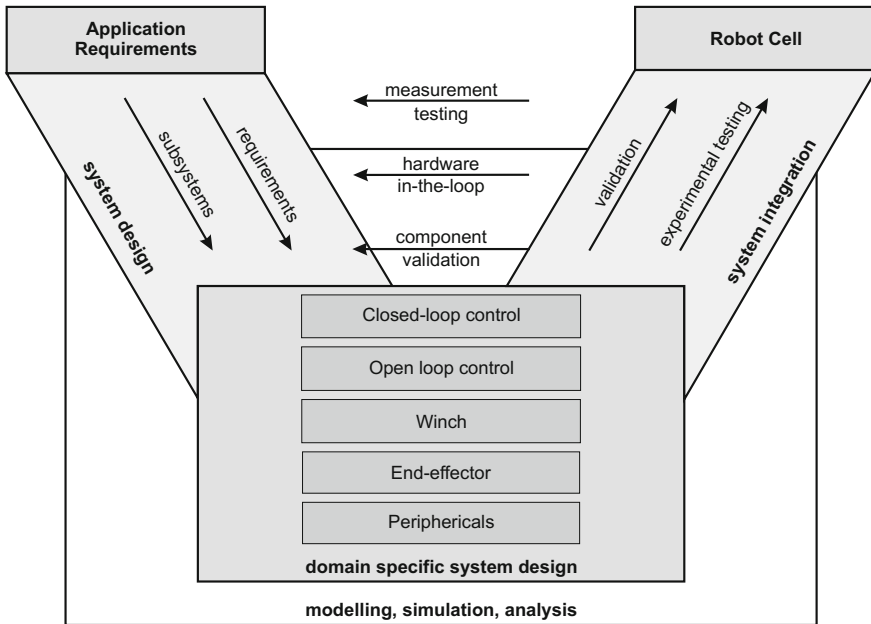 Application
Requirements
Robot Cell
measurement
testing
hardware
in-the-loop
component
validation
subsystems
requirements
system design
validation
experimental testing
system integration
Closed-loop control
Open loop control
Winch
End-effector
Periphericals
domain specific system design
modelling, simulation, analysis